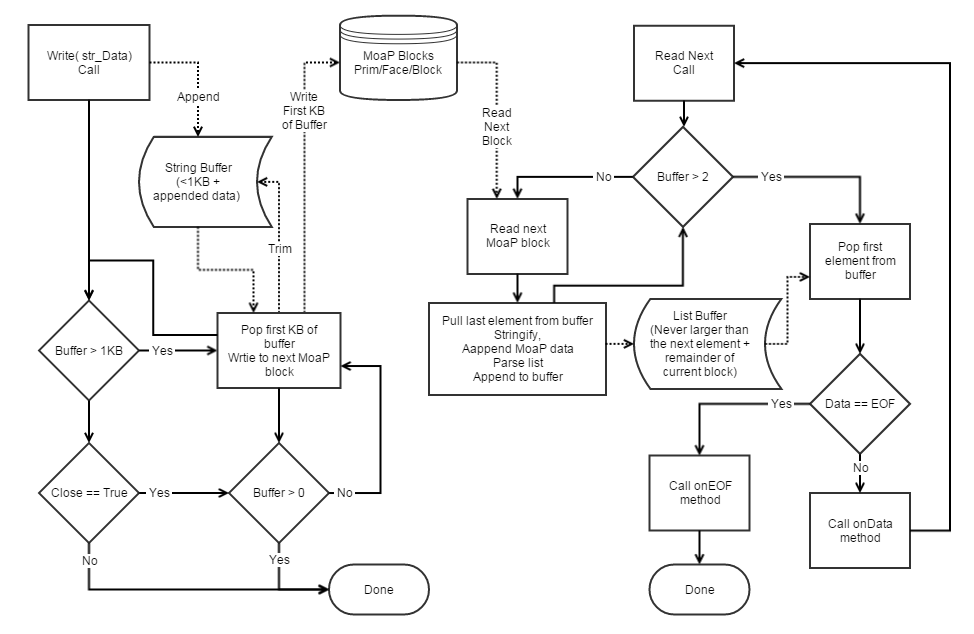 Write( str_Data)
Call
Append
String Buffer
(<1KB +
appended data)
Trim
Write
First KB
of Buffer
MoaP Blocks
Prim/Face/Block
Read
Next
Block
Buffer > 1KB
Yes
Pop first KB of
buffer
Wrtie to next MoaP
block
Close == True
Yes
No
Buffer > 0
No
Yes
Done
Read Next
Call
Buffer > 2
No
Yes
Read next
MoaP block
Pull last element from buffer
Stringify,
Aappend MoaP data
Parse list
Append to buffer
List Buffer
(Never larger than
the next element +
remainder of
current block)
Pop first
element from
buffer
Data == EOF
Yes
No
Call onEOF
method
Call onData
method
Done